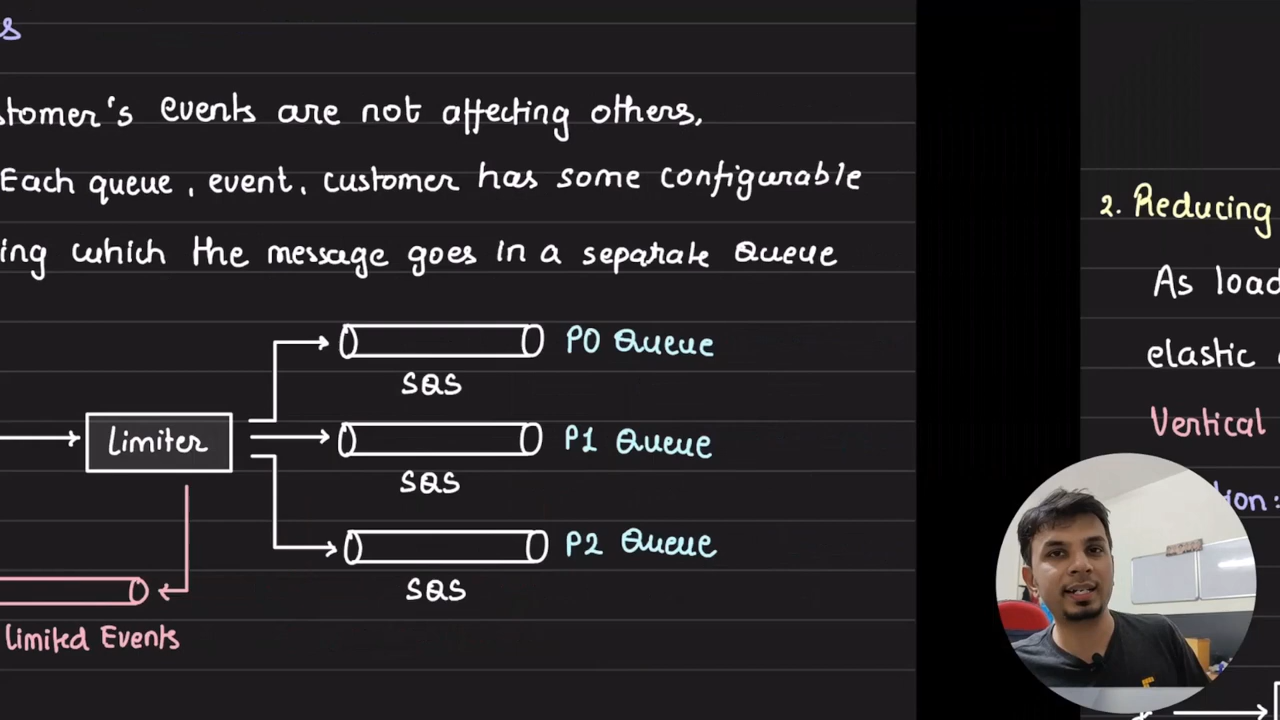 s
stomer's events are not affecting others,
Each queue, event, customer has some configurable
ing which the message goes in a separate Queue
P0 Queue
SQS
Limiter
P1 Queue
SQS
P2 Queue
SQS
limited Events
2. Reducing
As load
elastic
Vertical
tion: